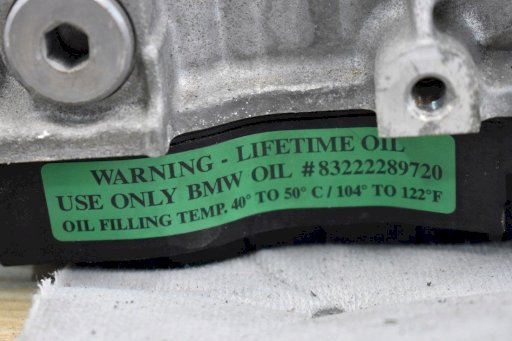 WARNING - LIFETIME OIL
USE ONLY BMW OIL #83222289720
OIL FILLING TEMP. 40° TO 50° C / 104° TO 122°F